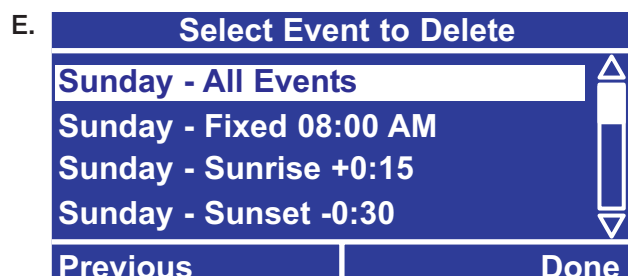 E.
Select Event to Delete
Sunday - All Events
Sunday - Fixed 08:00 AM
Sunday - Sunrise +0:15
Sunday - Sunset -0:30
Previous Done